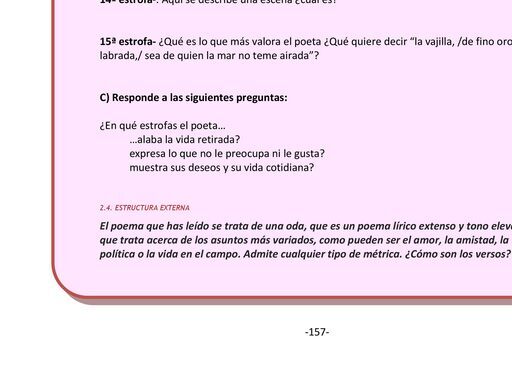 14ª estrofa-. Aquí se describe una escena ¿cuál es?
15ª estrofa- ¿Qué es lo que más valora el poeta ¿Qué quiere decir “la vajilla, /de fino oro
labrada,/ sea de quien la mar no teme airada”?
C) Responde a las siguientes preguntas:
¿En qué estrofas el poeta…
…alaba la vida retirada?
expresa lo que no le preocupa ni le gusta?
muestra sus deseos y su vida cotidiana?
2.4. ESTRUCTURA EXTERNA
El poema que has leído se trata de una oda, que es un poema lírico extenso y tono
que trata acerca de los asuntos más variados, como pueden ser el amor, la amistad, la
política o la vida en el campo. Admite cualquier tipo de métrica. ¿Cómo son los versos?
-157-